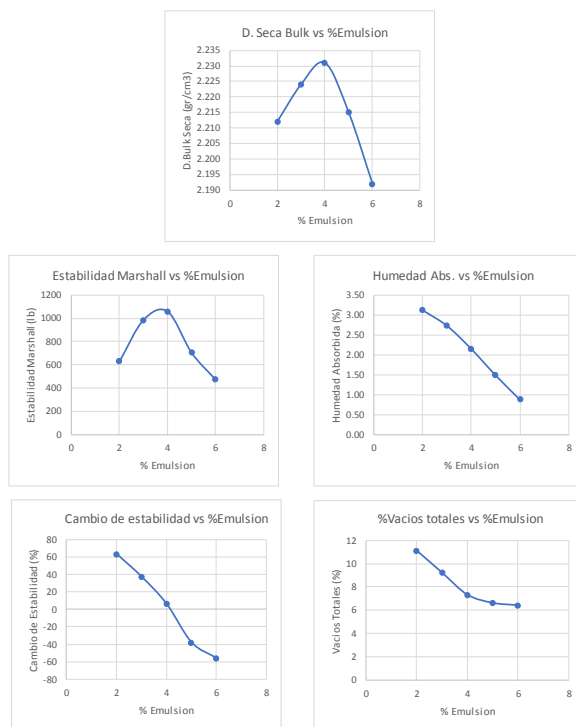 D. Seca Bulk vs %Emulsion
D.Bulk Seca (gr/cm3)
2.235
2.230
2.225
2.220
2.215
2.210
2.205
2.200
2.195
2.190
0 2 4 6 8
% Emulsion
Estabilidad Marshall vs %Emulsion
Estabilidad Marshall (lb)
1200
1000
800
600
400
200
0
0 2 4 6 8
% Emulsion
Humedad Abs. vs %Emulsion
Humedad Absorbida (%)
3.50
3.00
2.50
2.00
1.50
1.00
0.50
0.00
0 2 4 6 8
% Emulsion
Cambio de estabilidad vs %Emulsion
Cambio de Estabilidad (%)
80
60
40
20
0
-20
-40
-60
-80
0 2 4 6 8
% Emulsion
%Vacios totales vs %Emulsion
Vacios Totales (%)
12
10
8
6
4
2
0
0 2 4 6 8
% Emulsion